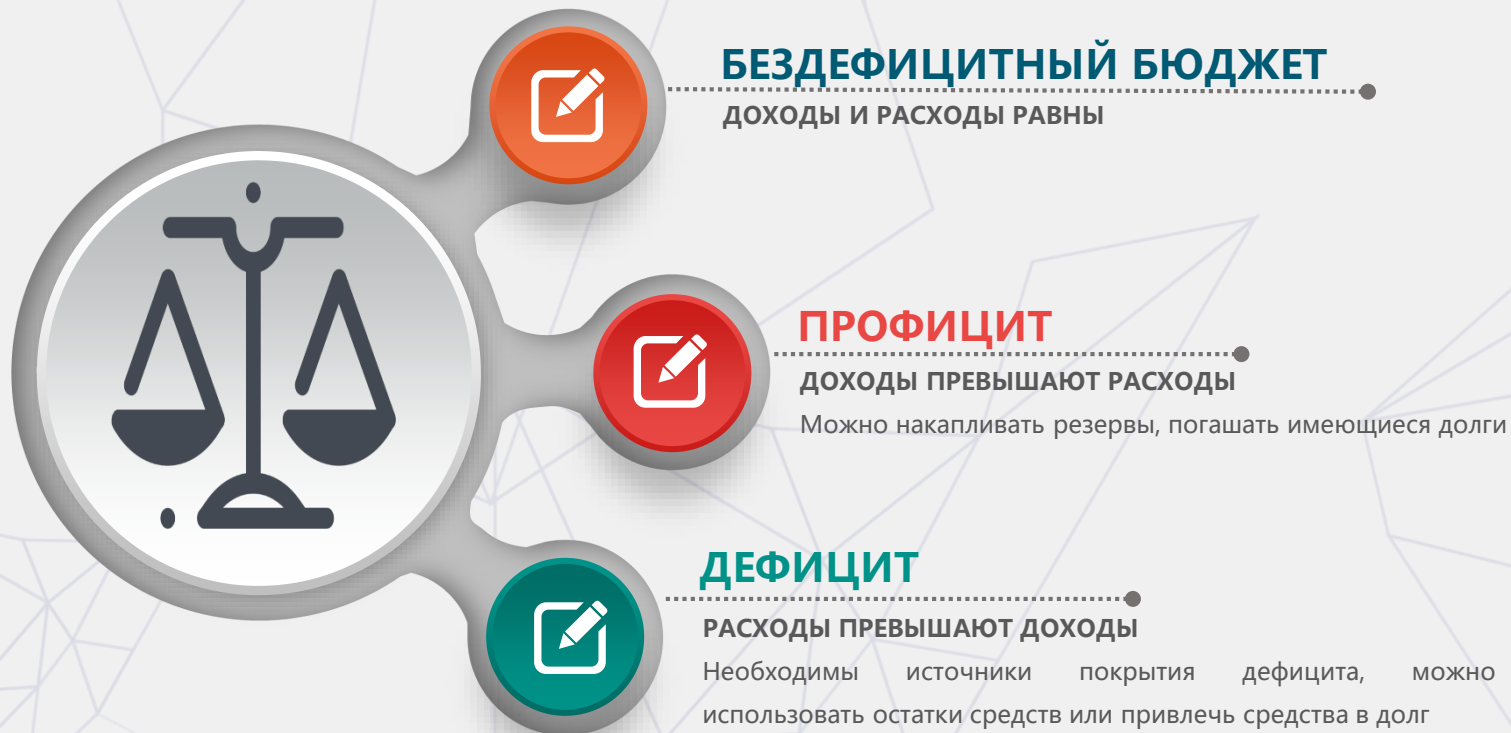 БЕЗДЕФИЦИТНЫЙ БЮДЖЕТ
ДОХОДЫ И РАСХОДЫ РАВНЫ
ПРОФИЦИТ
ДОХОДЫ ПРЕВЫШАЮТ РАСХОДЫ
Можно накапливать резервы, погашать имеющиеся долги
ДЕФИЦИТ
РАСХОДЫ ПРЕВЫШАЮТ ДОХОДЫ
Необходимы источники покрытия дефицита, можно
использовать остатки средств или привлечь средства в долг